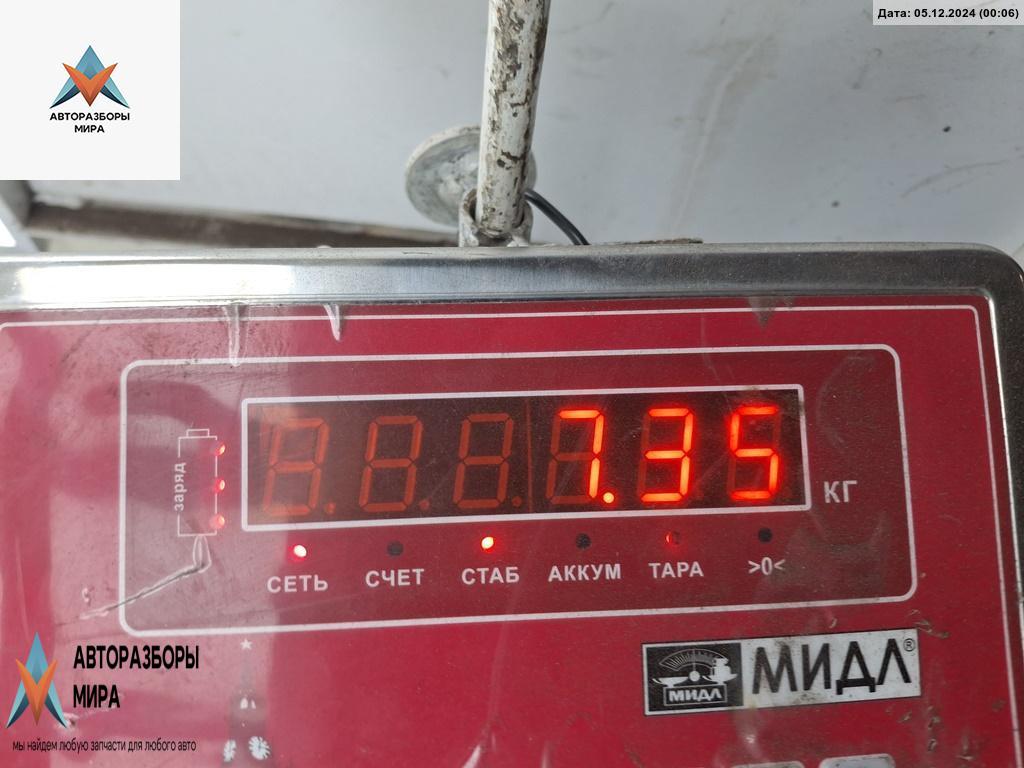 Дата: 05.12.2024 (00:06)
АВТОРАЗБОРЫ
МИРА
заряд
7.35
КГ
СЕТЬ СЧЕТ СТАБ АККУМ ТАРА >0<
МИДЛ МИДЛ®
АВТОРАЗБОРЫ
МИРА
мы найдем любую запчасти для любого авто